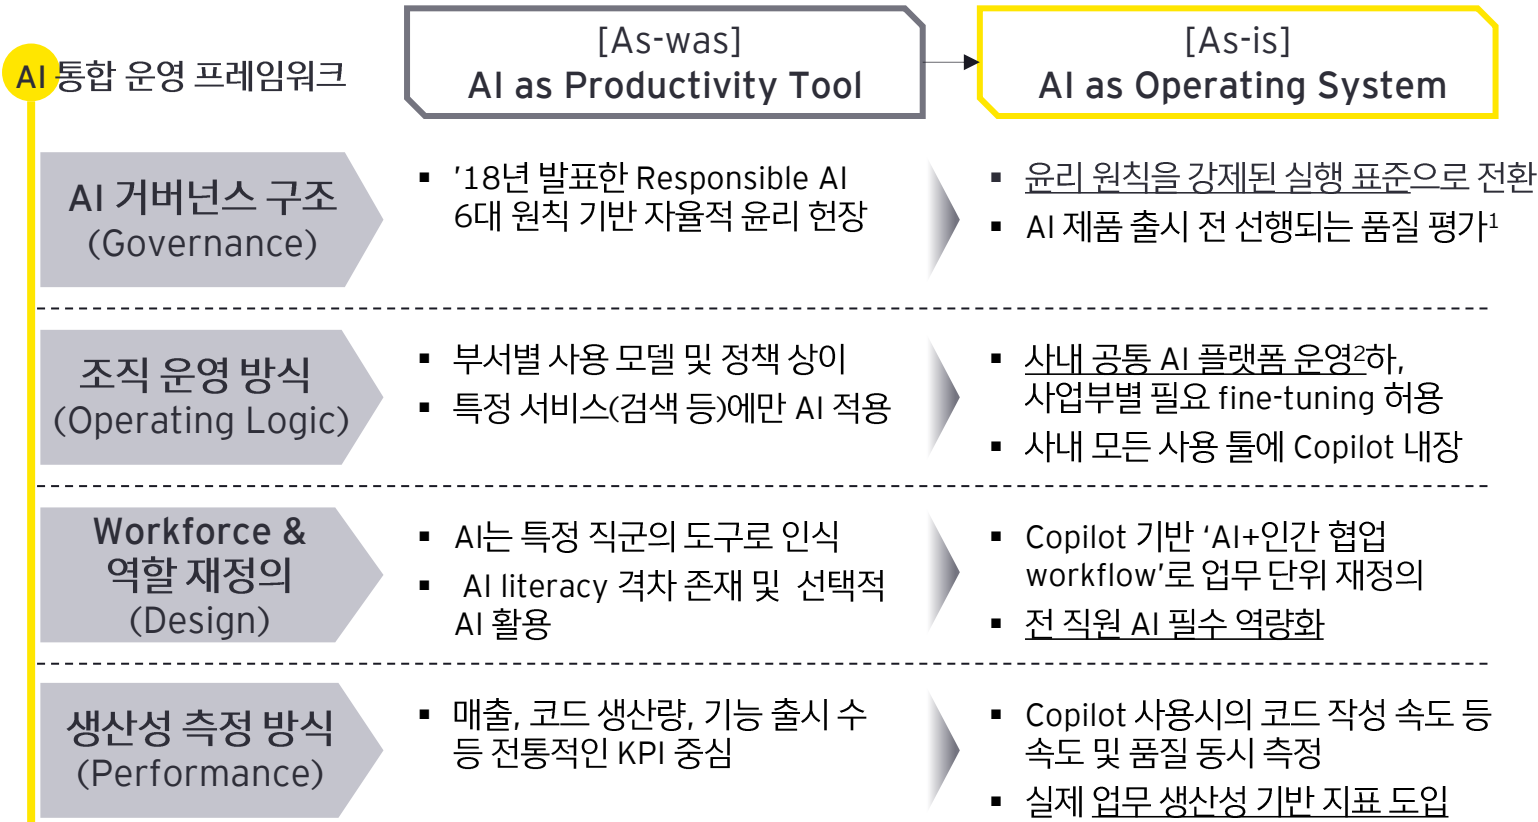 AI 통합 운영 프레임워크
[As-was]
AI as Productivity Tool
[As-is]
AI as Operating System
AI 거버넌스 구조
(Governance)
▪ ’18년 발표한 Responsible AI
6대 원칙 기반 자율적 윤리 헌장
▪ 윤리 원칙을 강제된 실행 표준으로 전환
▪ AI 제품 출시 전 선행되는 품질 평가1
조직 운영 방식
(Operating Logic)
▪ 부서별 사용 모델 및 정책 상이
▪ 특정 서비스(검색 등)에만 AI 적용
▪ 사내 공통 AI 플랫폼 운영2하,
사업부별 필요 fine-tuning 허용
▪ 사내 모든 사용 툴에 Copilot 내장
Workforce &
역할 재정의
(Design)
▪ AI는 특정 직군의 도구로 인식
▪ AI literacy 격차 존재 및 선택적
AI 활용
▪ Copilot 기반 ‘AI+인간 협업
workflow’로 업무 단위 재정의
▪ 전 직원 AI 필수 역량화
생산성 측정 방식
(Performance)
▪ 매출, 코드 생산량, 기능 출시 수
등 전통적인 KPI 중심
▪ Copilot 사용시의 코드 작성 속도 등
속도 및 품질 동시 측정
▪ 실제 업무 생산성 기반 지표 도입